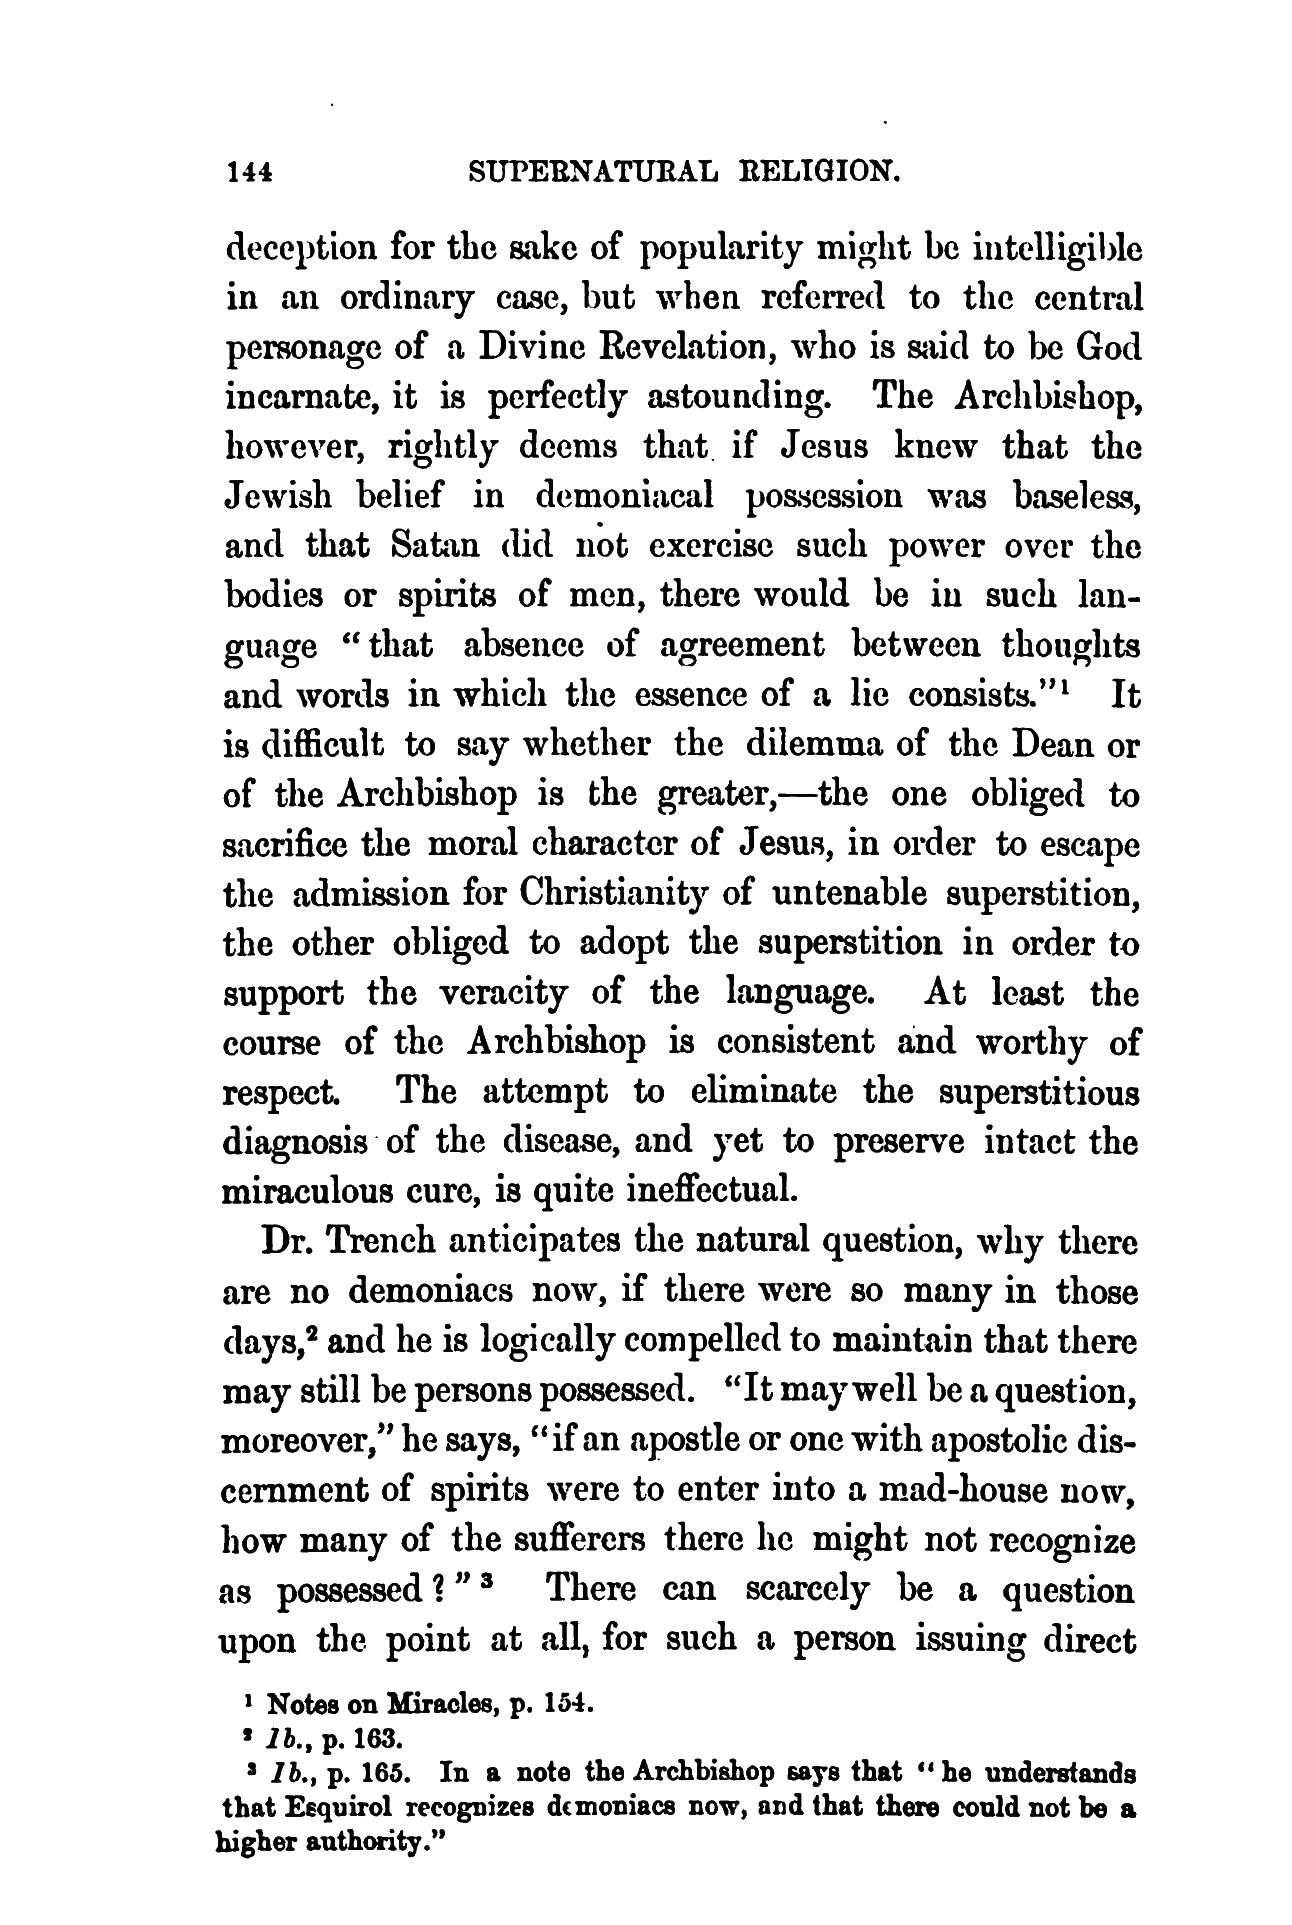 144 SUPERNATURAL RELIGION.
deception for the sake of popularity might be intelligible
in an ordinary case, but when referred to the central
personage of a Divine Revelation, who is said to be God
incarnate, it is perfectly astounding. The Archbishop,
however, rightly deems that if Jesus knew that the
Jewish belief in demoniacal possession was baseless,
and that Satan did not exercise such power over the
bodies or spirits of men, there would be in such lan-
guage “that absence of agreement between thoughts
and words in which the essence of a lie consists.”¹ It
is difficult to say whether the dilemma of the Dean or
of the Archbishop is the greater,—the one obliged to
sacrifice the moral character of Jesus, in order to escape
the admission for Christianity of untenable superstition,
the other obliged to adopt the superstition in order to
support the veracity of the language. At least the
course of the Archbishop is consistent and worthy of
respect. The attempt to eliminate the superstitious
diagnosis of the disease, and yet to preserve intact the
miraculous cure, is quite ineffectual.
Dr. Trench anticipates the natural question, why there
are no demoniacs now, if there were so many in those
days,² and he is logically compelled to maintain that there
may still be persons possessed. “It may well be a question,
moreover,” he says, “if an apostle or one with apostolic dis-
cernment of spirits were to enter into a mad-house now,
how many of the sufferers there he might not recognize
as possessed?”³ There can scarcely be a question
upon the point at all, for such a person issuing direct
¹ Notes on Miracles, p. 154.
² Ib., p. 163.
³ Ib., p. 165. In a note the Archbishop says that “he understands
that Esquirol recognizes demoniacs now, and that there could not be a
higher authority.”